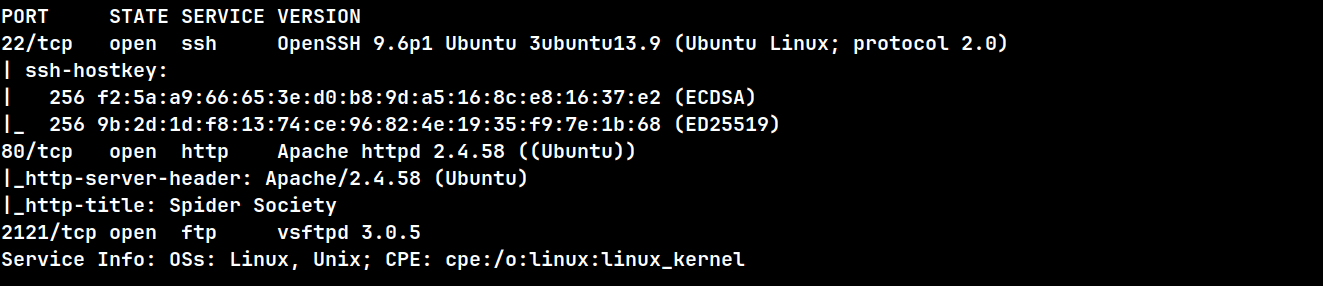 PORT     STATE SERVICE VERSION
22/tcp   open  ssh     OpenSSH 9.6p1 Ubuntu 3ubuntu13.9 (Ubuntu Linux; protocol 2.0)
| ssh-hostkey:
|   256 f2:5a:a9:66:65:3e:d0:b8:9d:a5:16:8c:e8:16:37:e2 (ECDSA)
|_  256 9b:2d:1d:f8:13:74:ce:96:82:4e:19:35:f9:7e:1b:68 (ED25519)
80/tcp   open  http    Apache httpd 2.4.58 ((Ubuntu))
|_http-server-header: Apache/2.4.58 (Ubuntu)
|_http-title: Spider Society
2121/tcp open  ftp     vsftpd 3.0.5
Service Info: OSs: Linux, Unix; CPE: cpe:/o:linux:linux_kernel